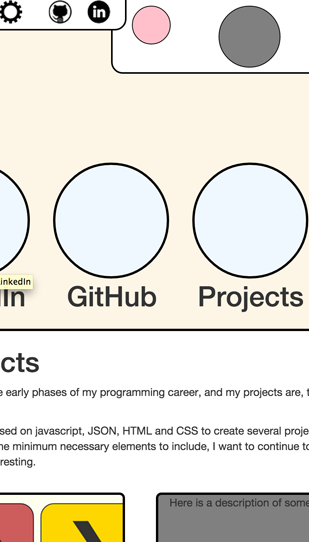 in
LinkedIn
In GitHub Projects
cts
e early phases of my programming career, and my projects are, t
sed on javascript, JSON, HTML and CSS to create several proje
ne minimum necessary elements to include, I want to continue to
resting.
Here is a description of some